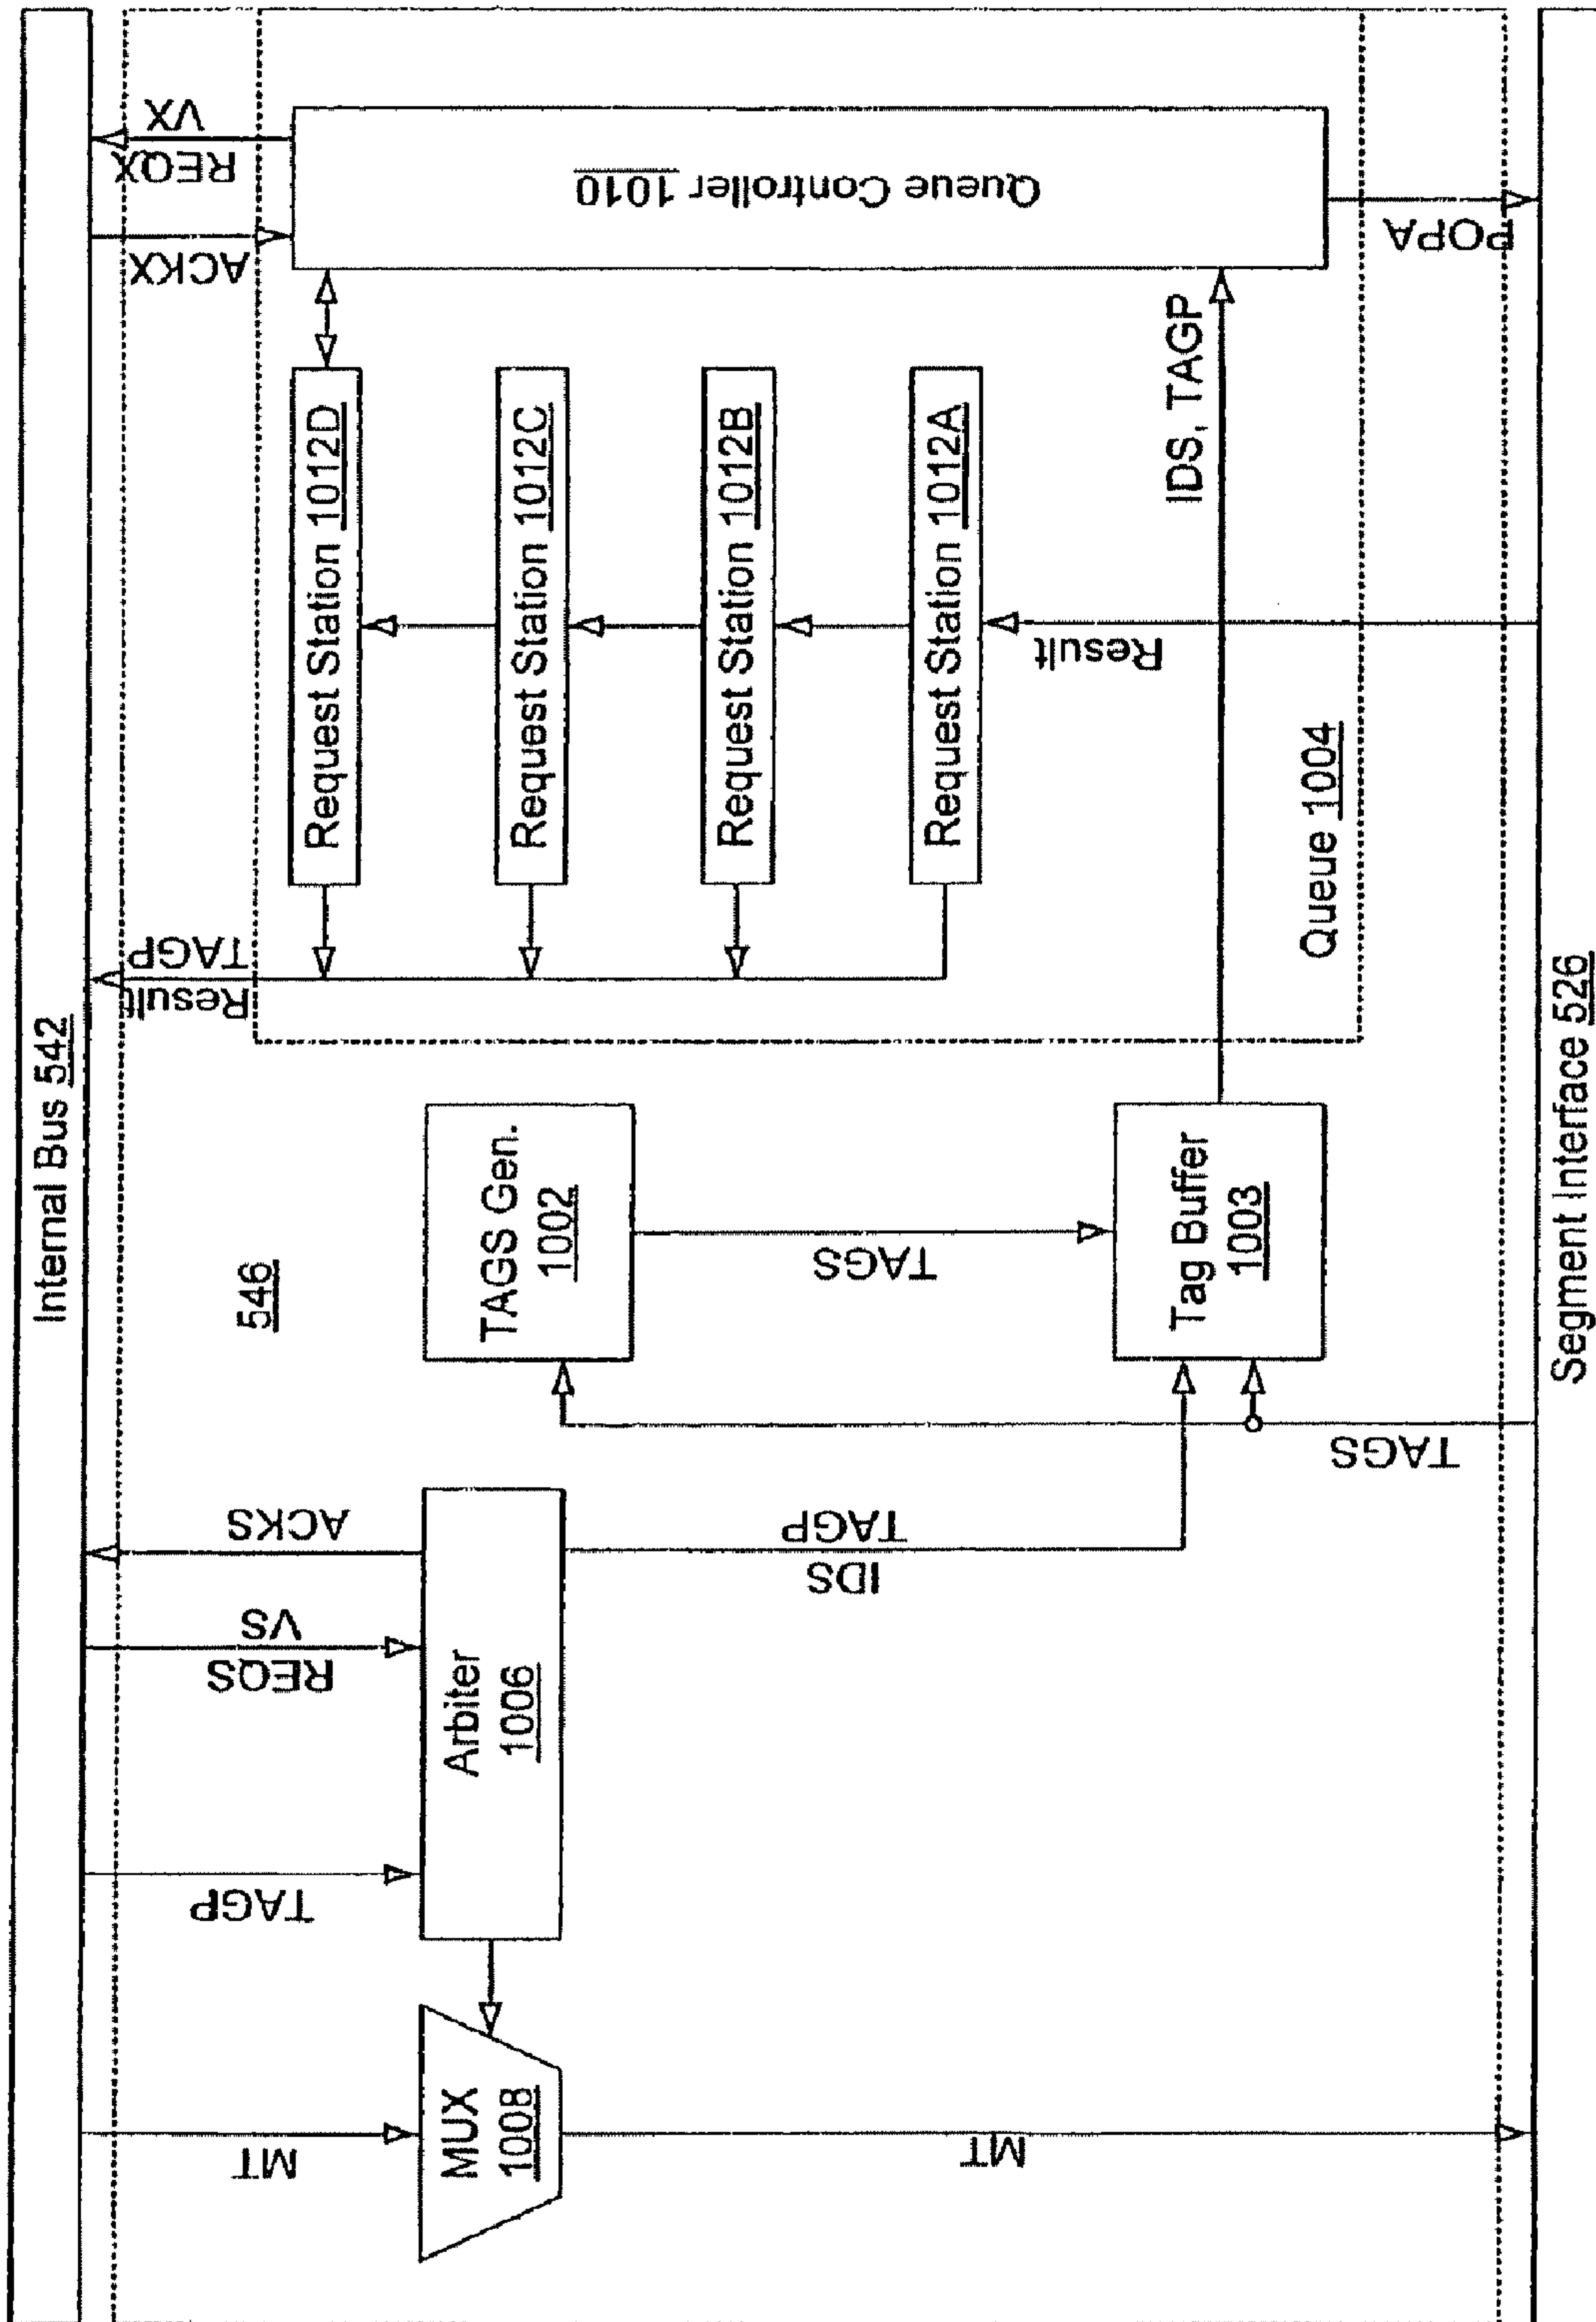 Internal Bus 542
546
MT
TAGP
REQS
VS
ACKS
Result
TAGP
ACKX
REQX
VX
MUX
1008
Arbiter
1006
TAGS Gen.
1002
Request Station 1012D
Request Station 1012C
Request Station 1012B
Request Station 1012A
Queue Controller 1010
IDS
TAGP
TAGS
MT
Tag Buffer
1003
IDS, TAGP
Result
Queue 1004
TAGS
POPA
Segment Interface 526